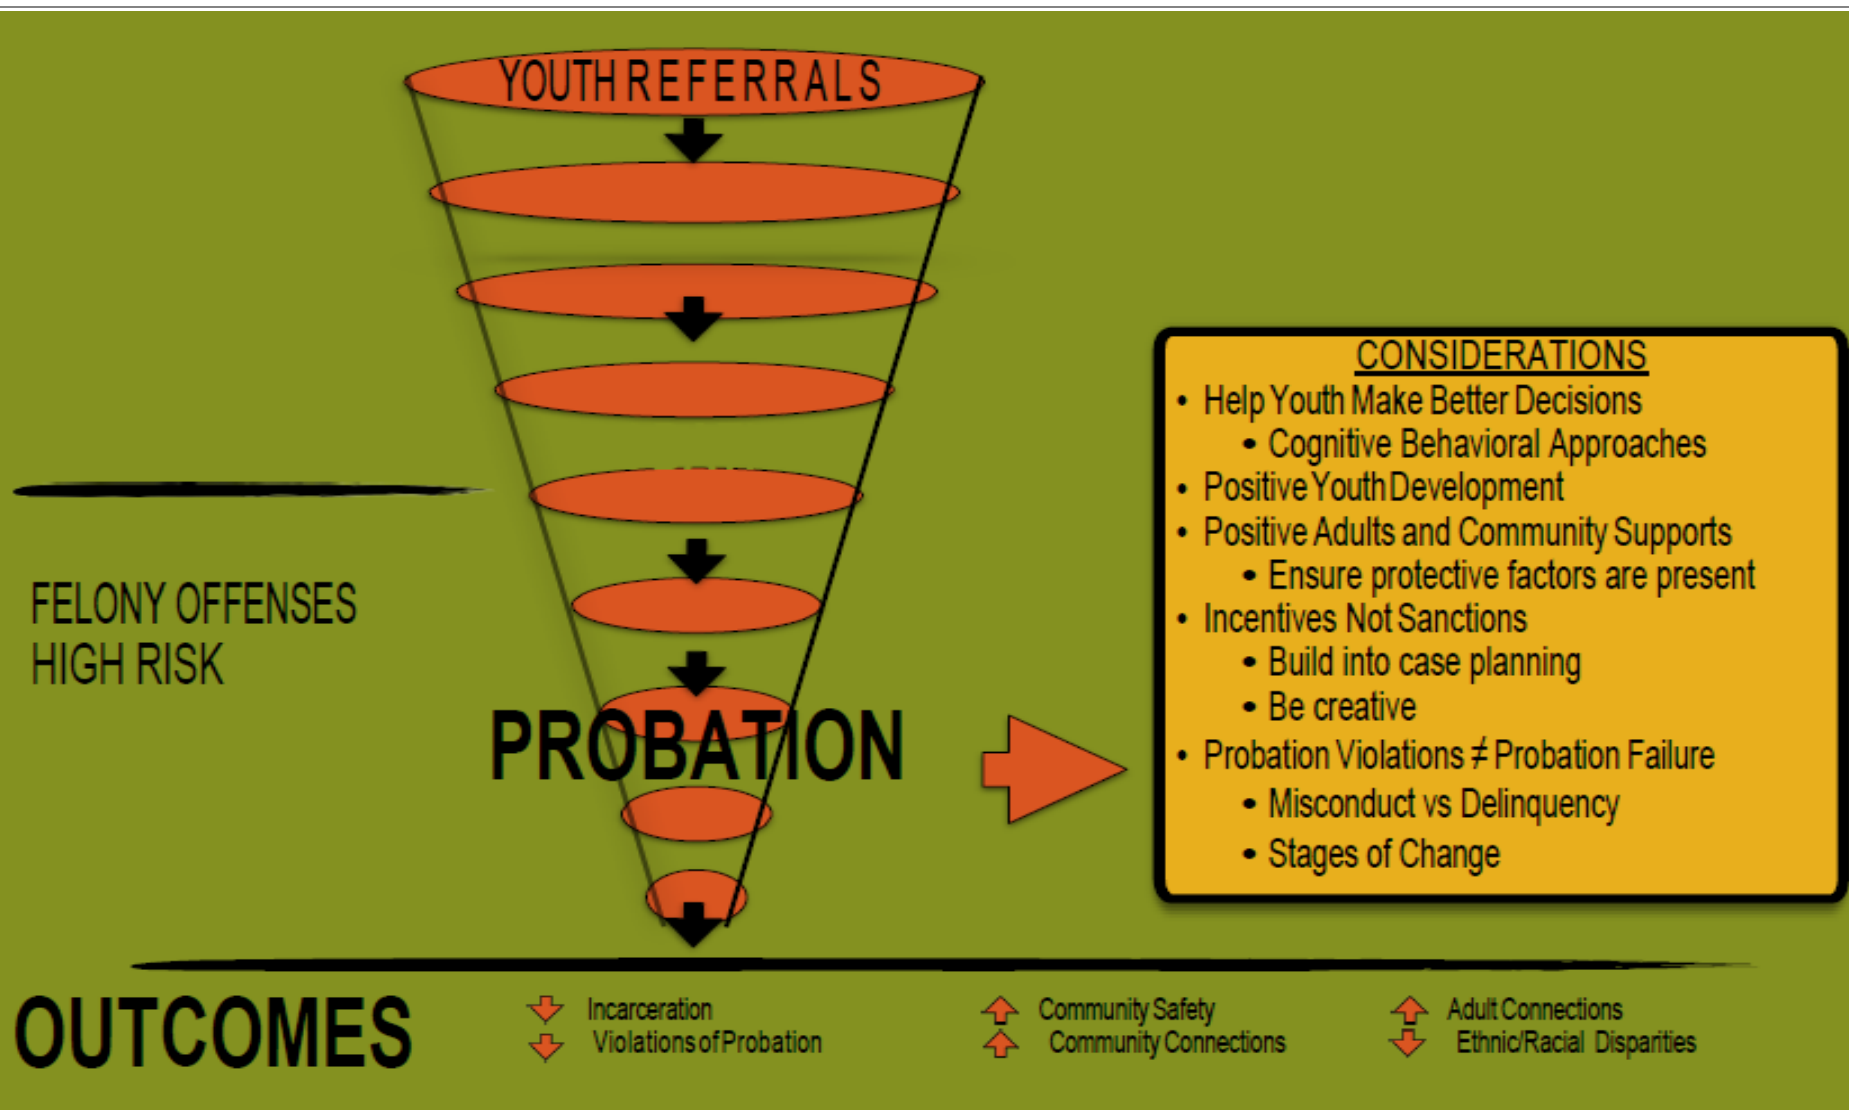 YOUTH REFERRALS
FELONY OFFENSES
HIGH RISK
PROBATION
CONSIDERATIONS
• Help Youth Make Better Decisions
• Cognitive Behavioral Approaches
• Positive Youth Development
• Positive Adults and Community Supports
• Ensure protective factors are present
• Incentives Not Sanctions
• Build into case planning
• Be creative
• Probation Violations ≠ Probation Failure
• Misconduct vs Delinquency
• Stages of Change
OUTCOMES
Incarceration
Violations of Probation
Community Safety
Community Connections
Adult Connections
Ethnic/Racial Disparities